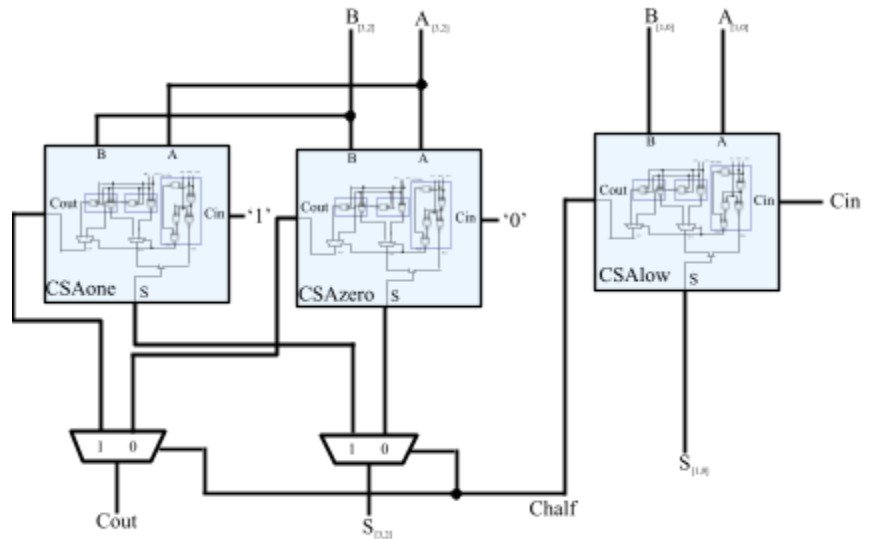 B[3,2] A[3,2] B[1,0] A[1,0]
B A B A B A
Cout Cin '1' Cout Cin '0' Cout Cin Cin
CSAone S CSAzero S CSAlow S
1 0 1 0
S[1,0]
Cout S[3,2] Chalf